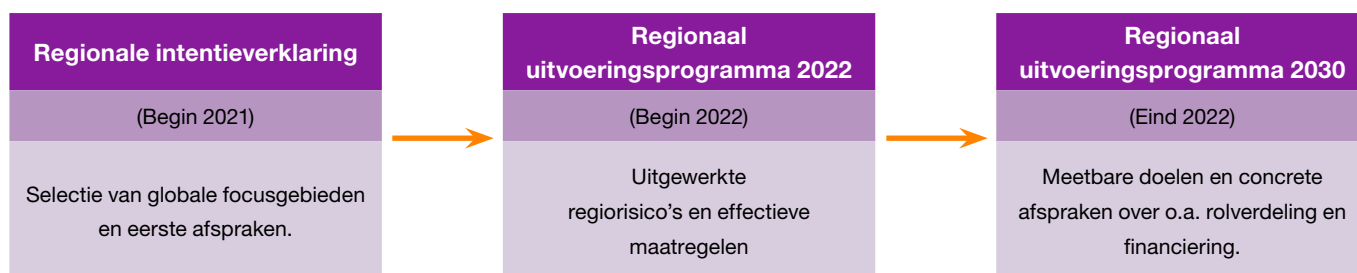 Regionale intentieverklaring
(Begin 2021)
Selectie van globale focusgebieden
en eerste afspraken.
Regionaal
uitvoeringsprogramma 2022
(Begin 2022)
Uitgewerkte
regiorisico’s en effectieve
maatregelen
Regionaal
uitvoeringsprogramma 2030
(Eind 2022)
Meetbare doelen en concrete
afspraken over o.a. rolverdeling en
financiering.